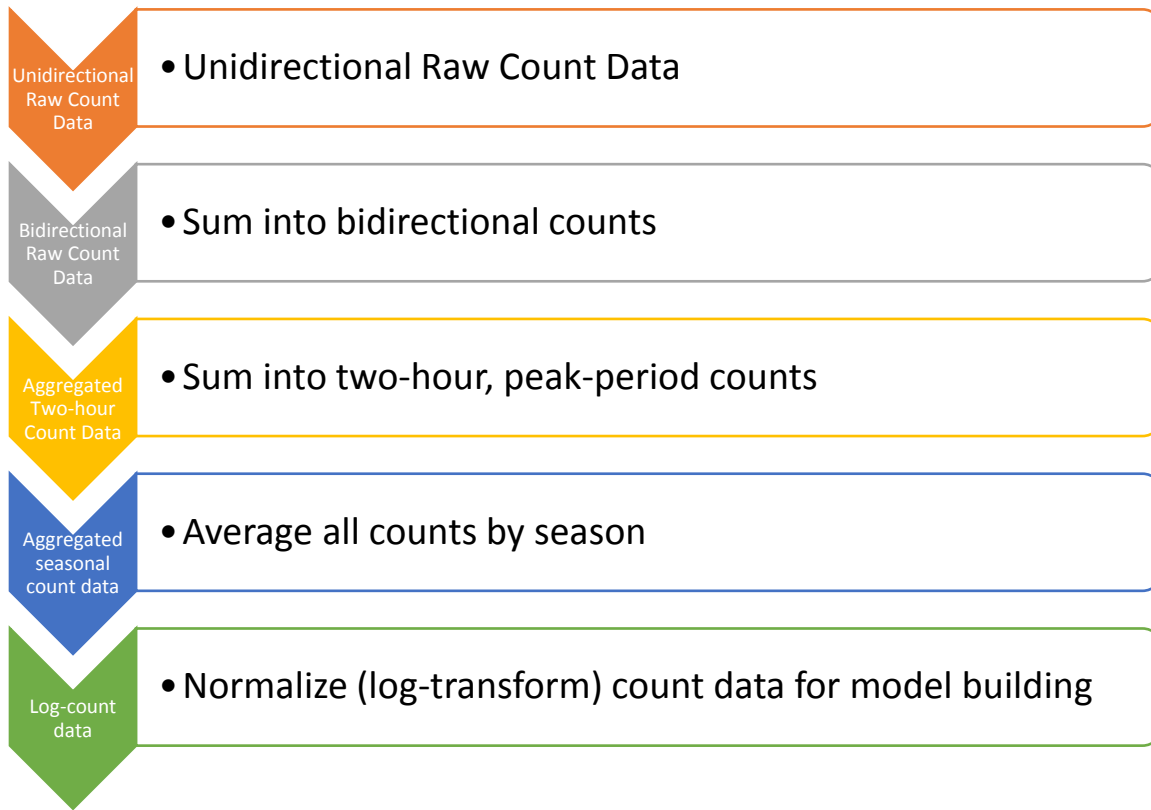 Unidirectional
Raw Count
Data
• Unidirectional Raw Count Data
Bidirectional
Raw Count
Data
• Sum into bidirectional counts
Aggregated
Two-hour
Count Data
• Sum into two-hour, peak-period counts
Aggregated
seasonal
count data
• Average all counts by season
Log-count
data
• Normalize (log-transform) count data for model building